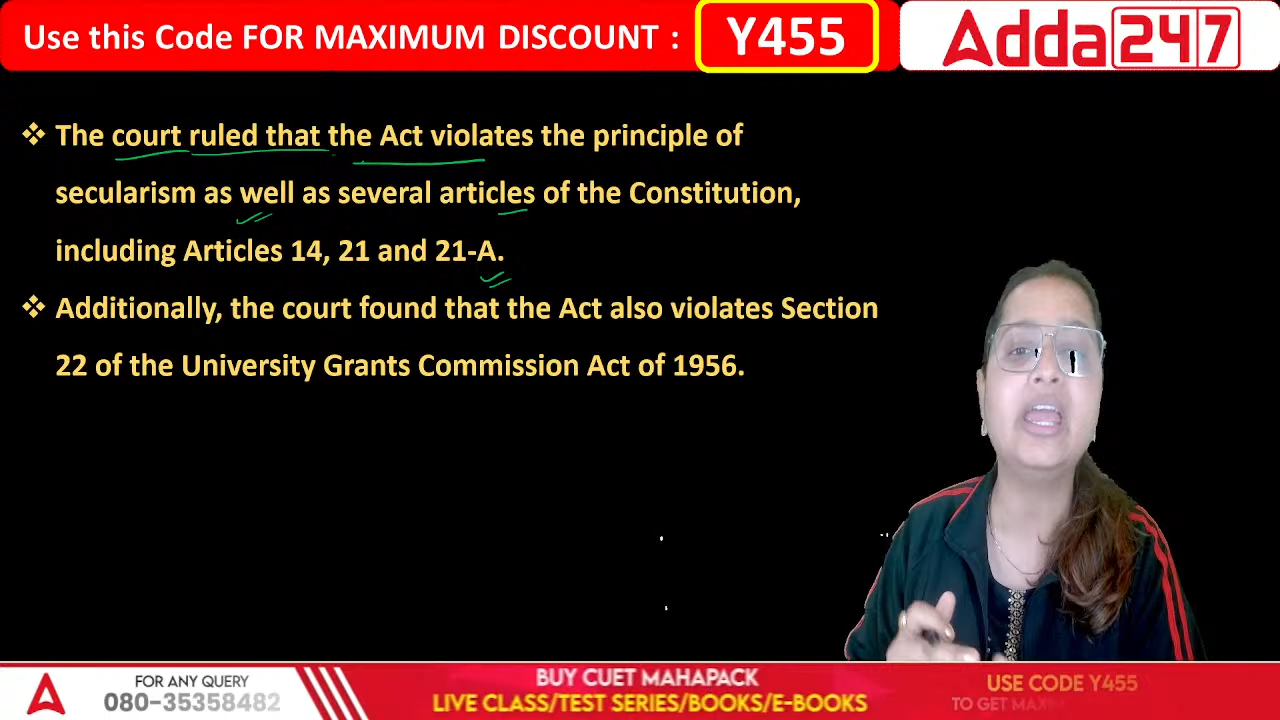 Use this Code FOR MAXIMUM DISCOUNT :
Y455
Adda247
❖ The court ruled that the Act violates the principle of
secularism as well as several articles of the Constitution,
including Articles 14, 21 and 21-A.
❖ Additionally, the court found that the Act also violates Section
22 of the University Grants Commission Act of 1956.
FOR ANY QUERY
080-35358482
BUY CUET MAHAPACK
LIVE CLASS/TEST SERIES/BOOKS/E-BOOKS
USE CODE Y455
TO GET